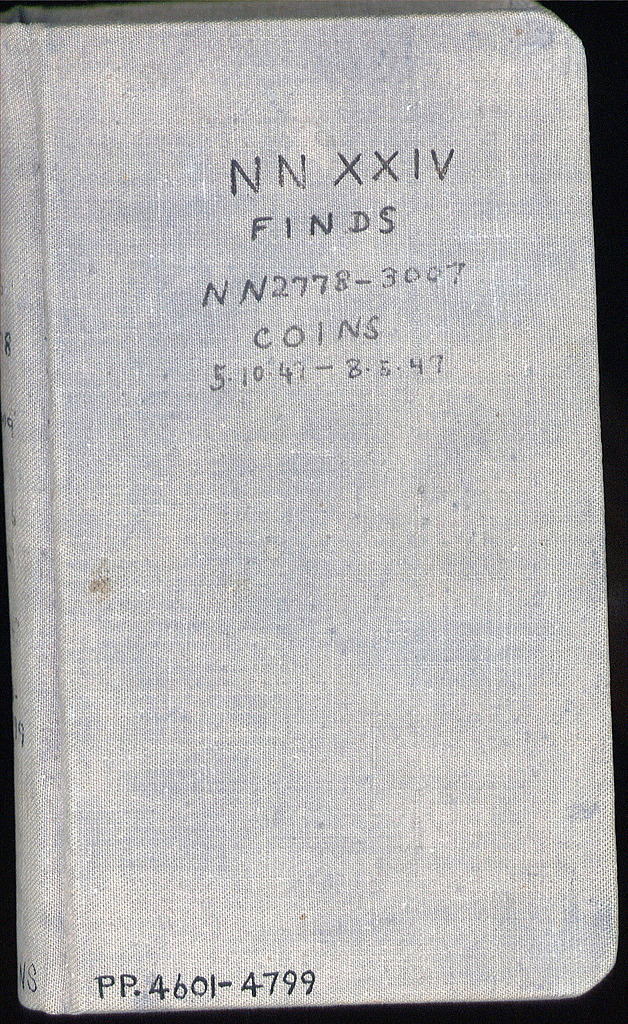 NN XXIV
FINDS
NN2778-3007
COINS
5.10.47-8.5.47
PP.4601-4799